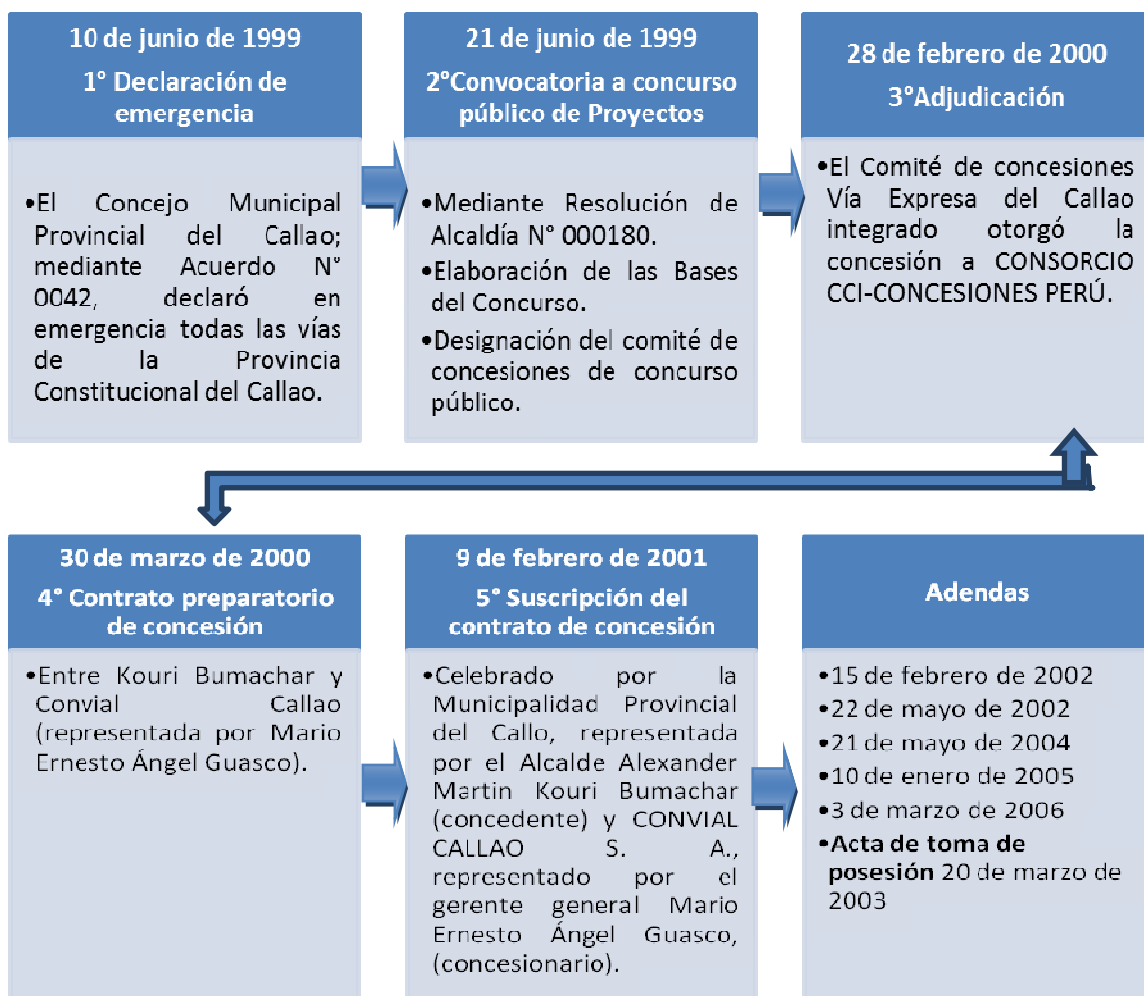 10 de junio de 1999
1° Declaración de
emergencia
•El Concejo Municipal
Provincial del Callao;
mediante Acuerdo N°
0042, declaró en
emergencia todas las vías
de la Provincia
Constitucional del Callao.
21 de junio de 1999
2°Convocatoria a concurso
público de Proyectos
•Mediante Resolución de
Alcaldía N° 000180.
•Elaboración de las Bases
del Concurso.
•Designación del comité de
concesiones de concurso
público.
28 de febrero de 2000
3°Adjudicación
•El Comité de concesiones
Vía Expresa del Callao
integrado otorgó la
concesión a CONSORCIO
CCI-CONCESIONES PERÚ.
30 de marzo de 2000
4° Contrato preparatorio
de concesión
•Entre Kouri Bumachar y
Convial Callao
(representada por Mario
Ernesto Ángel Guasco).
9 de febrero de 2001
5° Suscripción del
contrato de concesión
•Celebrado por la
Municipalidad Provincial
del Callo, representada
por el Alcalde Alexander
Martin Kouri Bumachar
(concedente) y CONVIAL
CALLAO S. A.,
representado por el
gerente general Mario
Ernesto Ángel Guasco,
(concesionario).
Adendas
•15 de febrero de 2002
•22 de mayo de 2002
•21 de mayo de 2004
•10 de enero de 2005
•3 de marzo de 2006
•Acta de toma de
posesión 20 de marzo de
2003